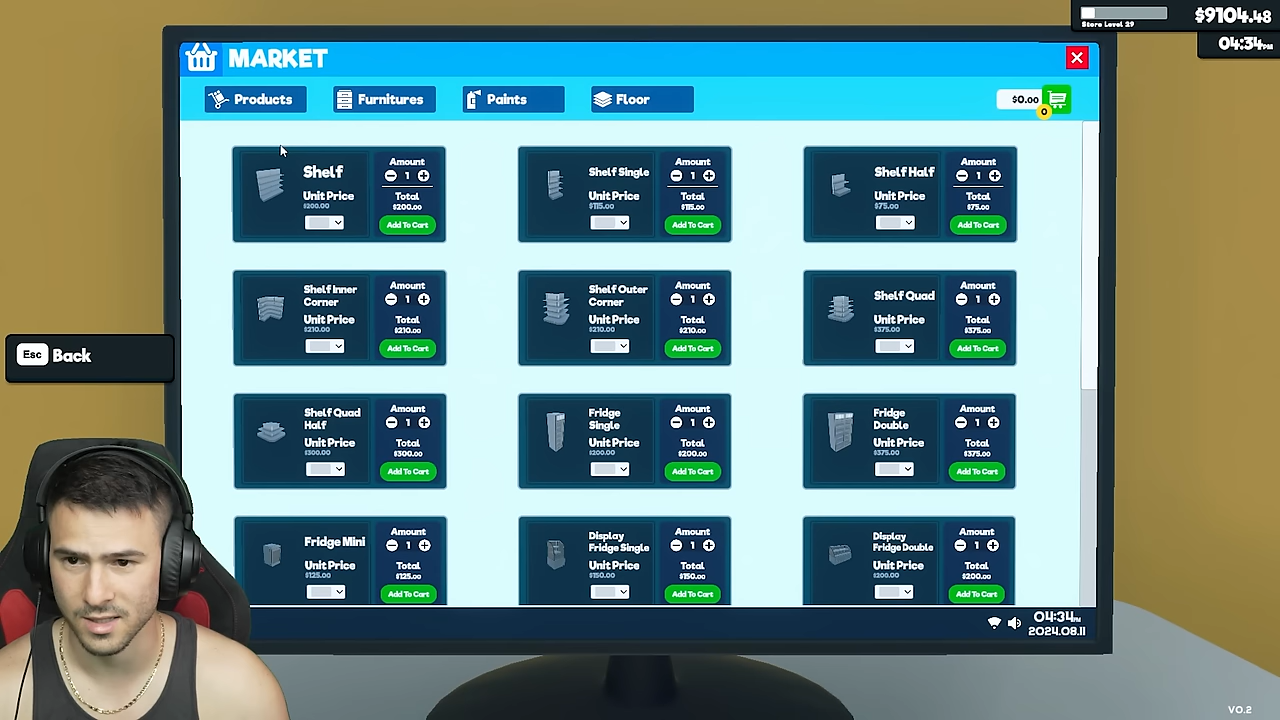 $9104.48
Store Level 29
04:34PM
MARKET
Products
Furnitures
Paints
Floor
$0.00
0
Shelf
Unit Price
$200.00
Amount
1
Total
$200.00
Add To Cart
Shelf Single
Unit Price
$115.00
Amount
1
Total
$115.00
Add To Cart
Shelf Half
Unit Price
$75.00
Amount
1
Total
$75.00
Add To Cart
Shelf Inner
Corner
Unit Price
$210.00
Amount
1
Total
$210.00
Add To Cart
Shelf Outer
Corner
Unit Price
$210.00
Amount
1
Total
$210.00
Add To Cart
Shelf Quad
Unit Price
$375.00
Amount
1
Total
$375.00
Add To Cart
Esc Back
Shelf Quad
Half
Unit Price
$300.00
Amount
1
Total
$300.00
Add To Cart
Fridge
Single
Unit Price
$200.00
Amount
1
Total
$200.00
Add To Cart
Fridge
Double
Unit Price
$375.00
Amount
1
Total
$375.00
Add To Cart
Fridge Mini
Unit Price
$125.00
Amount
1
Total
$125.00
Add To Cart
Display
Fridge Single
Unit Price
$150.00
Amount
1
Total
$150.00
Add To Cart
Display
Fridge Double
Unit Price
$200.00
Amount
1
Total
$200.00
Add To Cart
04:34PM
2024.08.11
V0.2